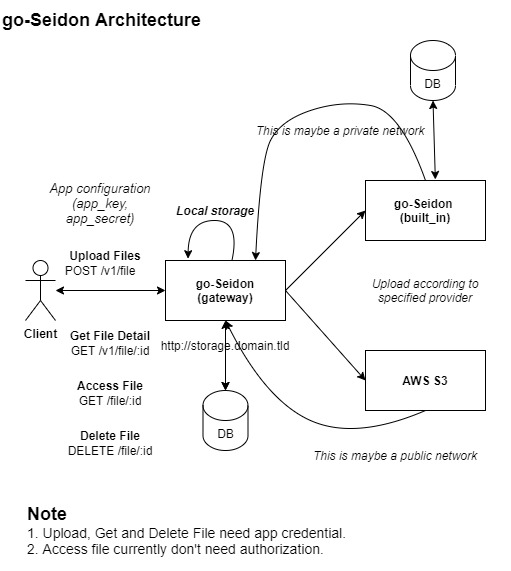 go-Seidon Architecture
DB
This is maybe a private network
App configuration
(app_key,
app_secret)
Local storage
go-Seidon
(built_in)
Upload Files
POST /v1/file
go-Seidon
(gateway)
Upload according to
specified provider
Client
Get File Detail
GET /v1/file/:id
http://storage.domain.tld
Access File
GET /file/:id
AWS S3
DB
Delete File
DELETE /file/:id
This is maybe a public network
Note
1. Upload, Get and Delete File need app credential.
2. Access file currently don't need authorization.